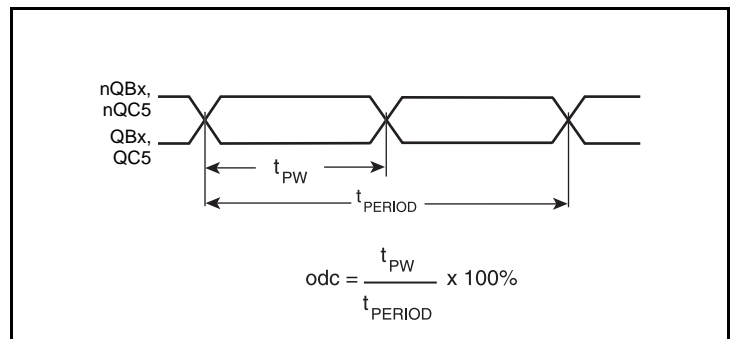 nQBx,
nQC5
QBx,
QC5
tPW
tPERIOD
odc = tPW / tPERIOD x 100%